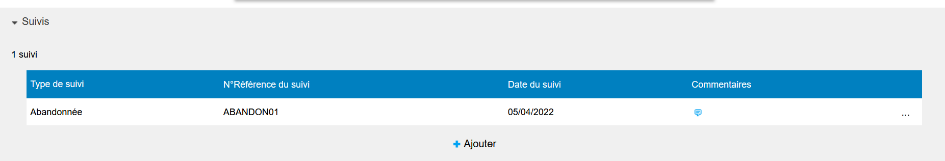 Suivis
1 suivi
Type de suivi N°Référence du suivi Date du suivi Commentaires
Abandonnée ABANDON01 05/04/2022 ...
Ajouter